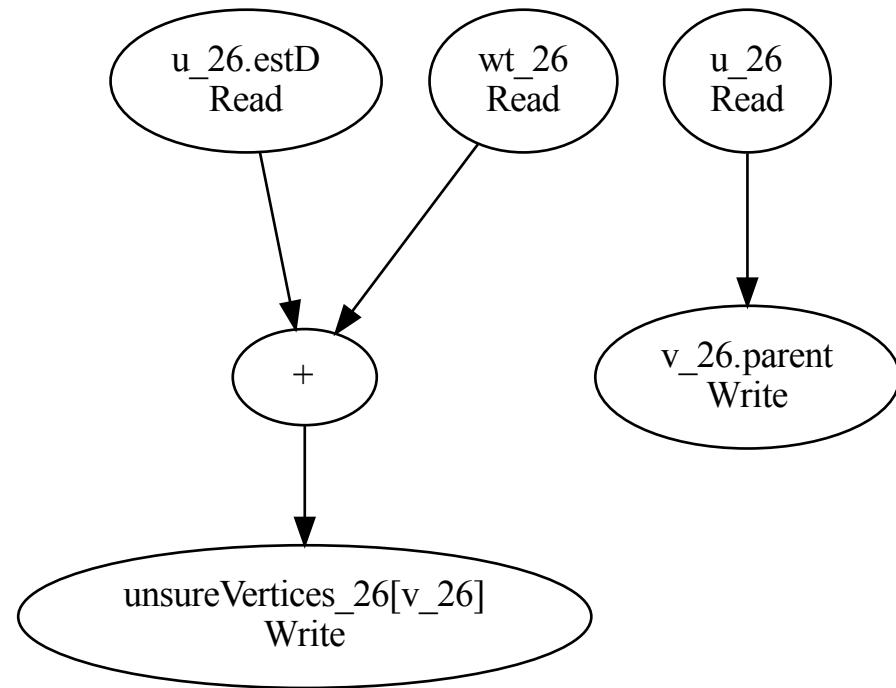 u_26.estD
Read
wt_26
Read
u_26
Read
+
v_26.parent
Write
unsureVertices_26[v_26]
Write